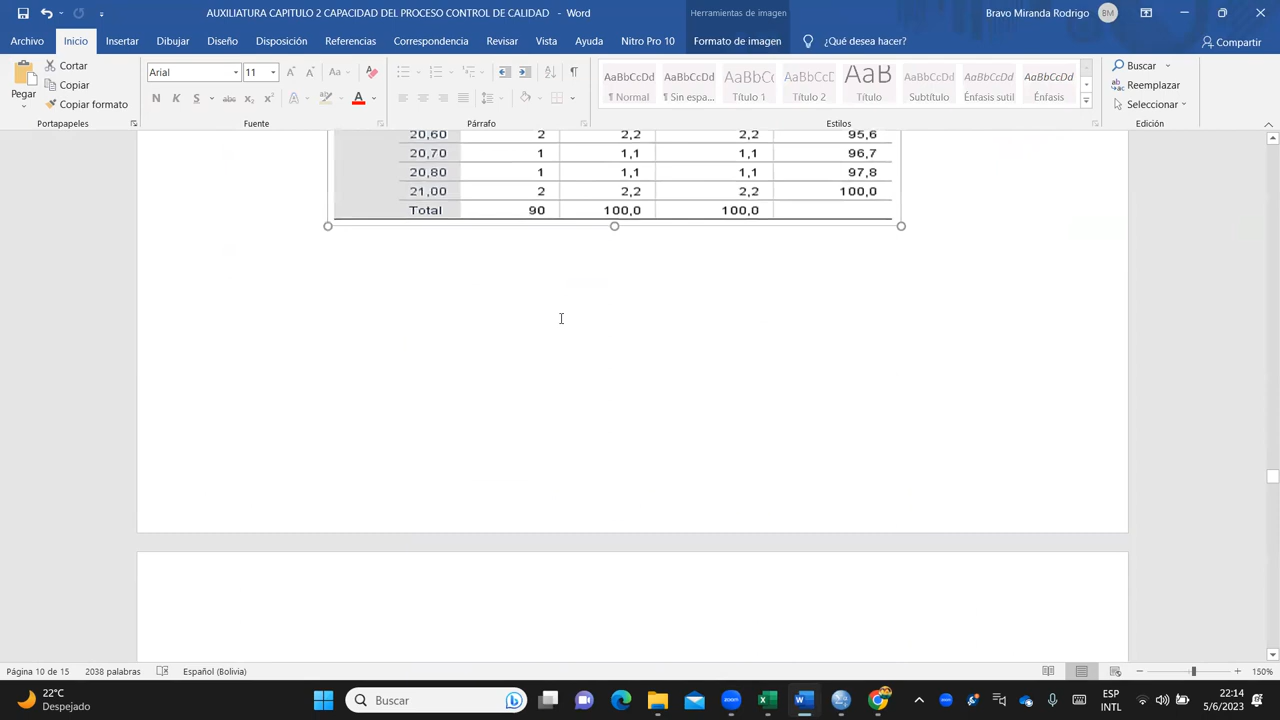 AUXILIATURA CAPITULO 2 CAPACIDAD DEL PROCESO CONTROL DE CALIDAD - Word
Herramientas de imagen
Bravo Miranda Rodrigo
BM
Archivo
Inicio
Insertar
Dibujar
Diseño
Disposición
Referencias
Correspondencia
Revisar
Vista
Ayuda
Nitro Pro 10
Formato de imagen
¿Qué desea hacer?
Compartir
Pegar
Cortar
Copiar
Copiar formato
Portapapeles
Arial
11
Aa
N K S abc x₂ x²
A
A
Fuente
Párrafo
AaBbCcDd
¶ Normal
AaBbCcDd
¶ Sin espa...
AaBbCc
Título 1
AaBbCcD
Título 2
AaB
Título
AaBbCcD
Subtítulo
AaBbCcDd
Énfasis sutil
AaBbCcDd
Énfasis
Estilos
Buscar
Reemplazar
Seleccionar
Edición
20,60 2 2,2 2,2 95,6
20,70 1 1,1 1,1 96,7
20,80 1 1,1 1,1 97,8
21,00 2 2,2 2,2 100,0
Total 90 100,0 100,0
Página 10 de 15
2038 palabras
Español (Bolivia)
150%
22°C
Despejado
Buscar
zoom
zoom
ESP
INTL
22:14
5/6/2023